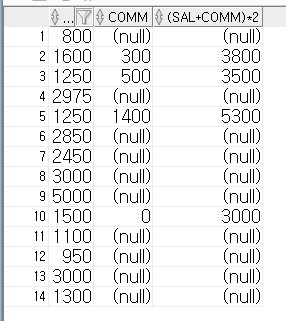 ... COMM (SAL+COMM)*2
1 800 (null) (null)
2 1600 300 3800
3 1250 500 3500
4 2975 (null) (null)
5 1250 1400 5300
6 2850 (null) (null)
7 2450 (null) (null)
8 3000 (null) (null)
9 5000 (null) (null)
10 1500 0 3000
11 1100 (null) (null)
12 950 (null) (null)
13 3000 (null) (null)
14 1300 (null) (null)